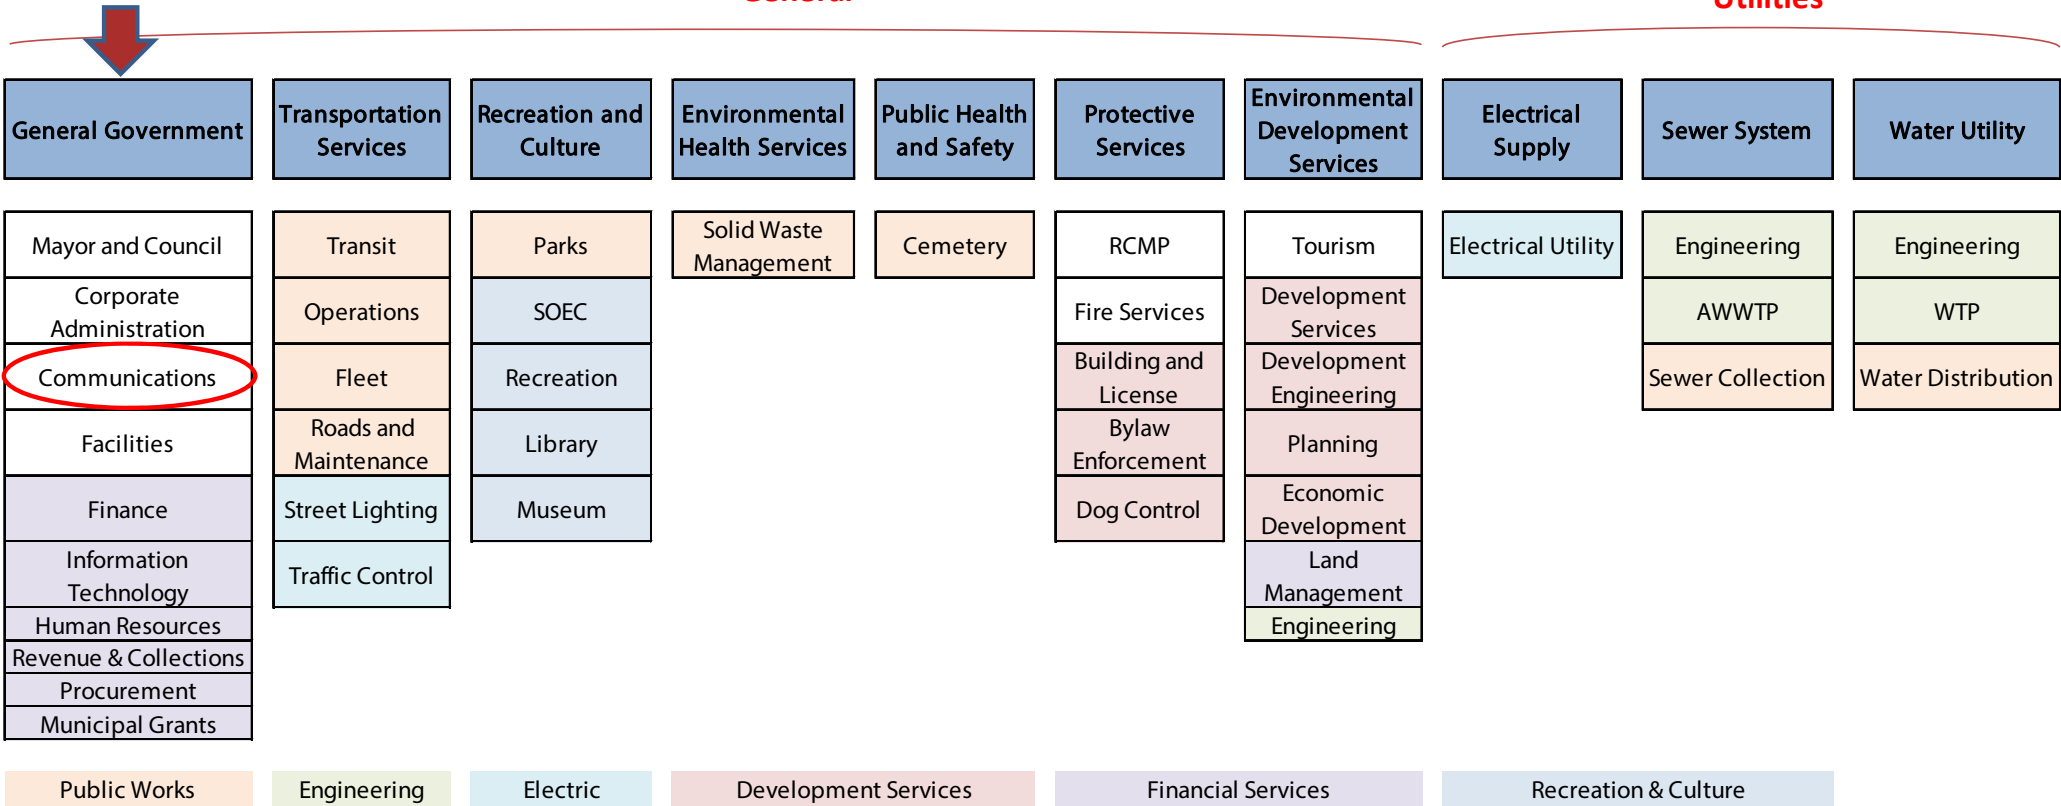 General
Utilities
General Government
Transportation
Services
Recreation and
Culture
Environmental
Health Services
Public Health
and Safety
Protective
Services
Environmental
Development
Services
Electrical
Supply
Sewer System
Water Utility
Mayor and Council
Corporate
Administration
Communications
Facilities
Finance
Information
Technology
Human Resources
Revenue & Collections
Procurement
Municipal Grants
Transit
Operations
Fleet
Roads and
Maintenance
Street Lighting
Traffic Control
Parks
SOEC
Recreation
Library
Museum
Solid Waste
Management
Cemetery
RCMP
Fire Services
Building and
License
Bylaw
Enforcement
Dog Control
Tourism
Development
Services
Development
Engineering
Planning
Economic
Development
Land
Management
Engineering
Electrical Utility
Engineering
AWWTP
Sewer Collection
Engineering
WTP
Water Distribution
Public Works
Engineering
Electric
Development Services
Financial Services
Recreation & Culture